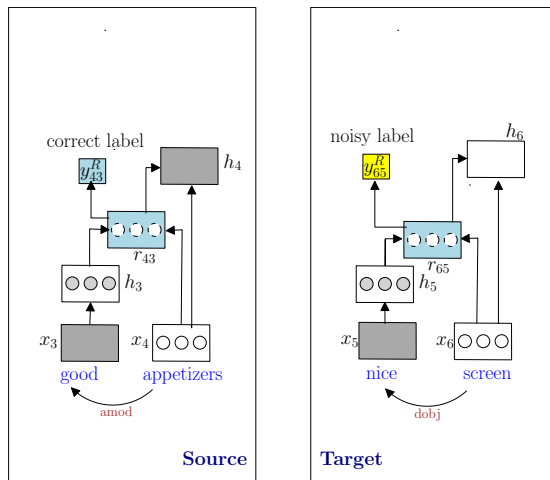 correct label
y^R_43
h_4
r_43
h_3
x_3
x_4
good
appetizers
amod
Source
noisy label
h_6
y^R_65
r_65
h_5
x_5
x_6
nice
screen
dobj
Target